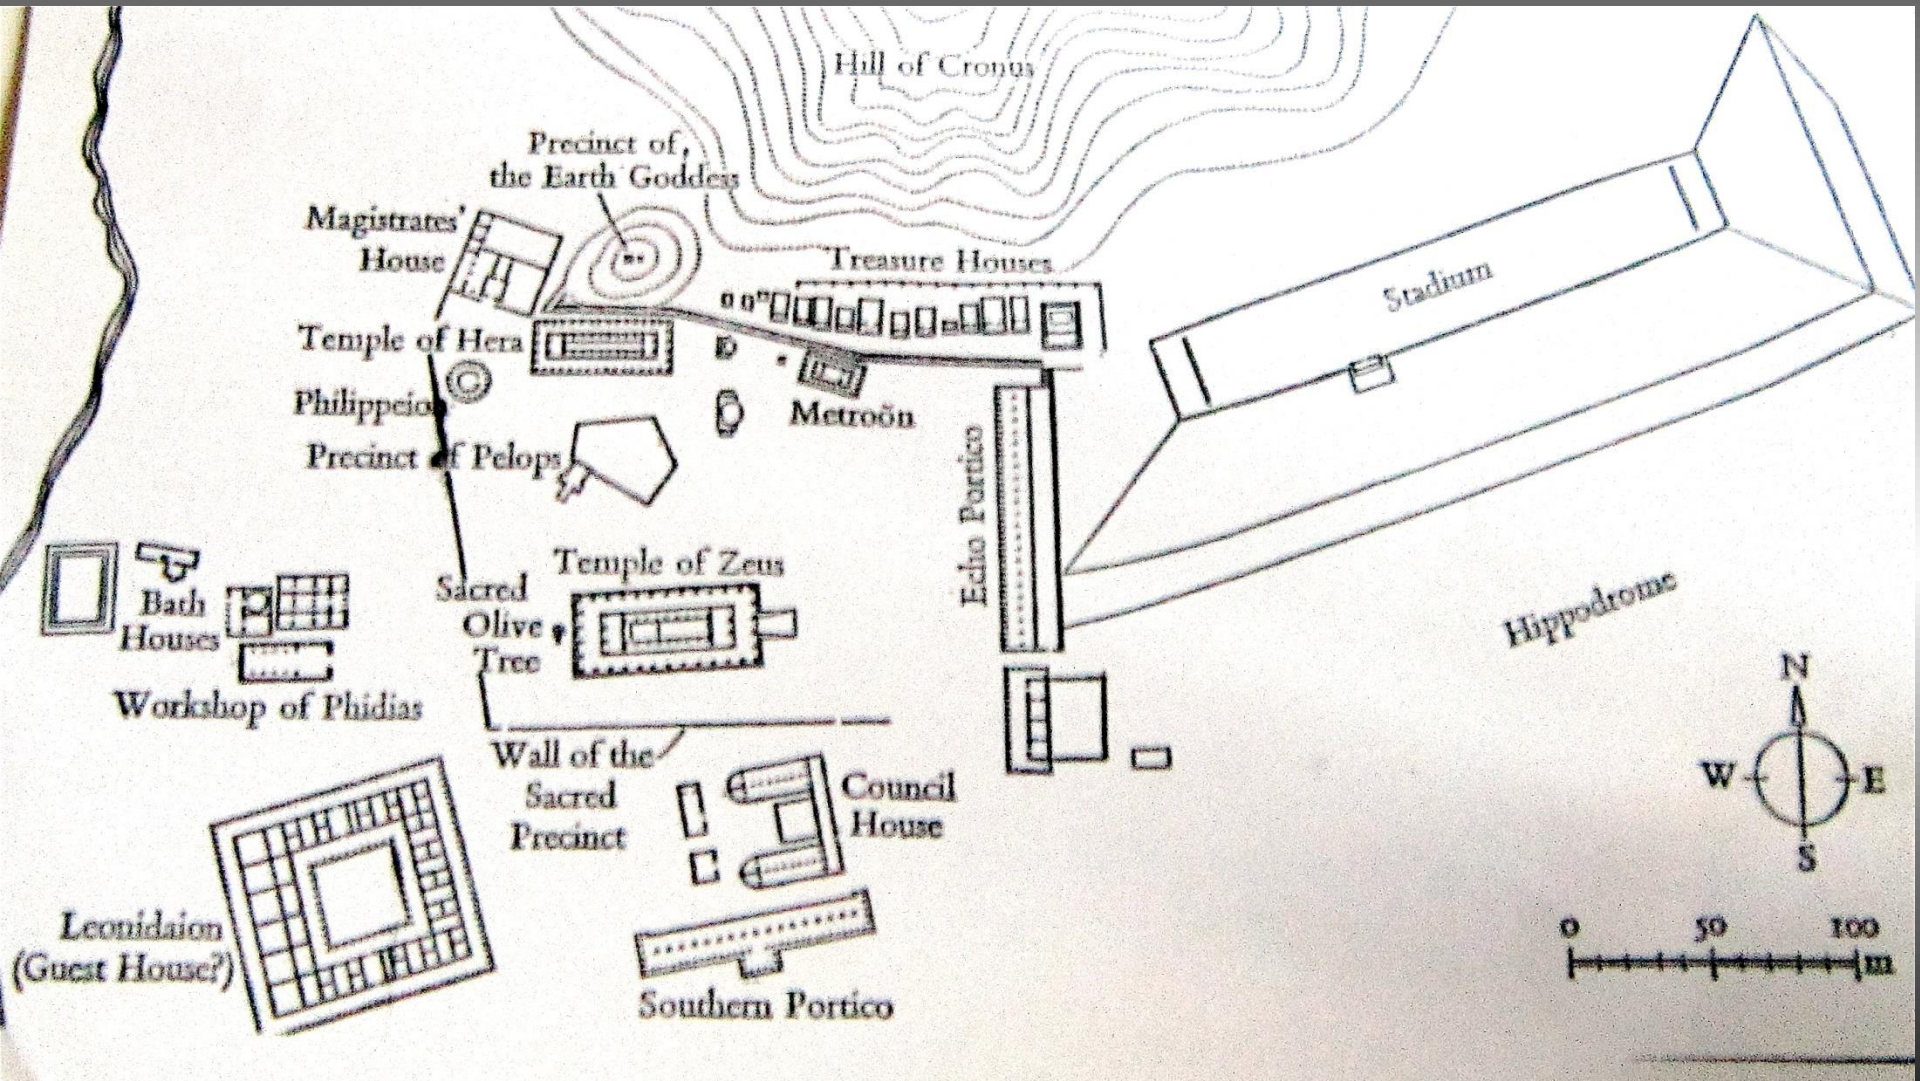 Hill of Cronus
Precinct of
the Earth Goddess
Magistrates'
House
Treasure Houses
Stadium
Temple of Hera
Philippeion
Metroön
Precinct of Pelops
Echo Portico
Temple of Zeus
Sacred
Olive
Tree
Bath
Houses
Workshop of Phidias
Hippodrome
N
W E
S
Wall of the
Sacred
Precinct
Council
House
Leonidaion
(Guest House?)
Southern Portico
0 50 100
m